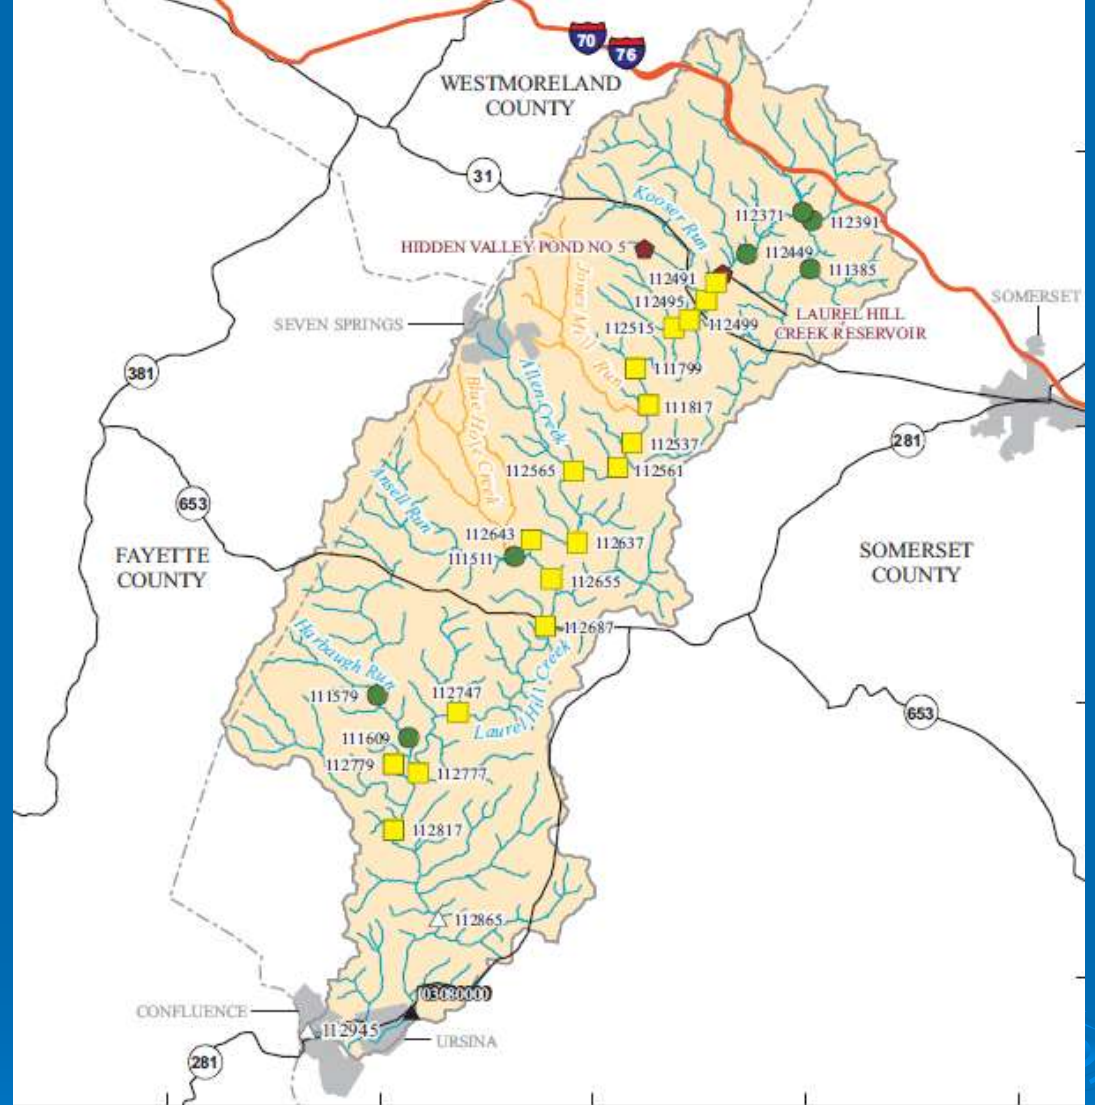 70
76
WESTMORELAND
COUNTY
31
Kooser Run
112371
112391
HIDDEN VALLEY POND NO 5
112449
111385
112491
112495
SOMERSET
LAUREL HILL
CREEK RESERVOIR
SEVEN SPRINGS
112515
112499
Jones Mill Run
Allen Creek
111799
381
Blue Hole Creek
111817
281
112537
112565
112561
Ansell Run
653
112643
112637
FAYETTE
COUNTY
111511
SOMERSET
COUNTY
112655
112687
Harbaugh Run
Laurel Hill Creek
111579
112747
653
111609
112779
112777
112817
112865
03080000
CONFLUENCE
112945
URSINA
281